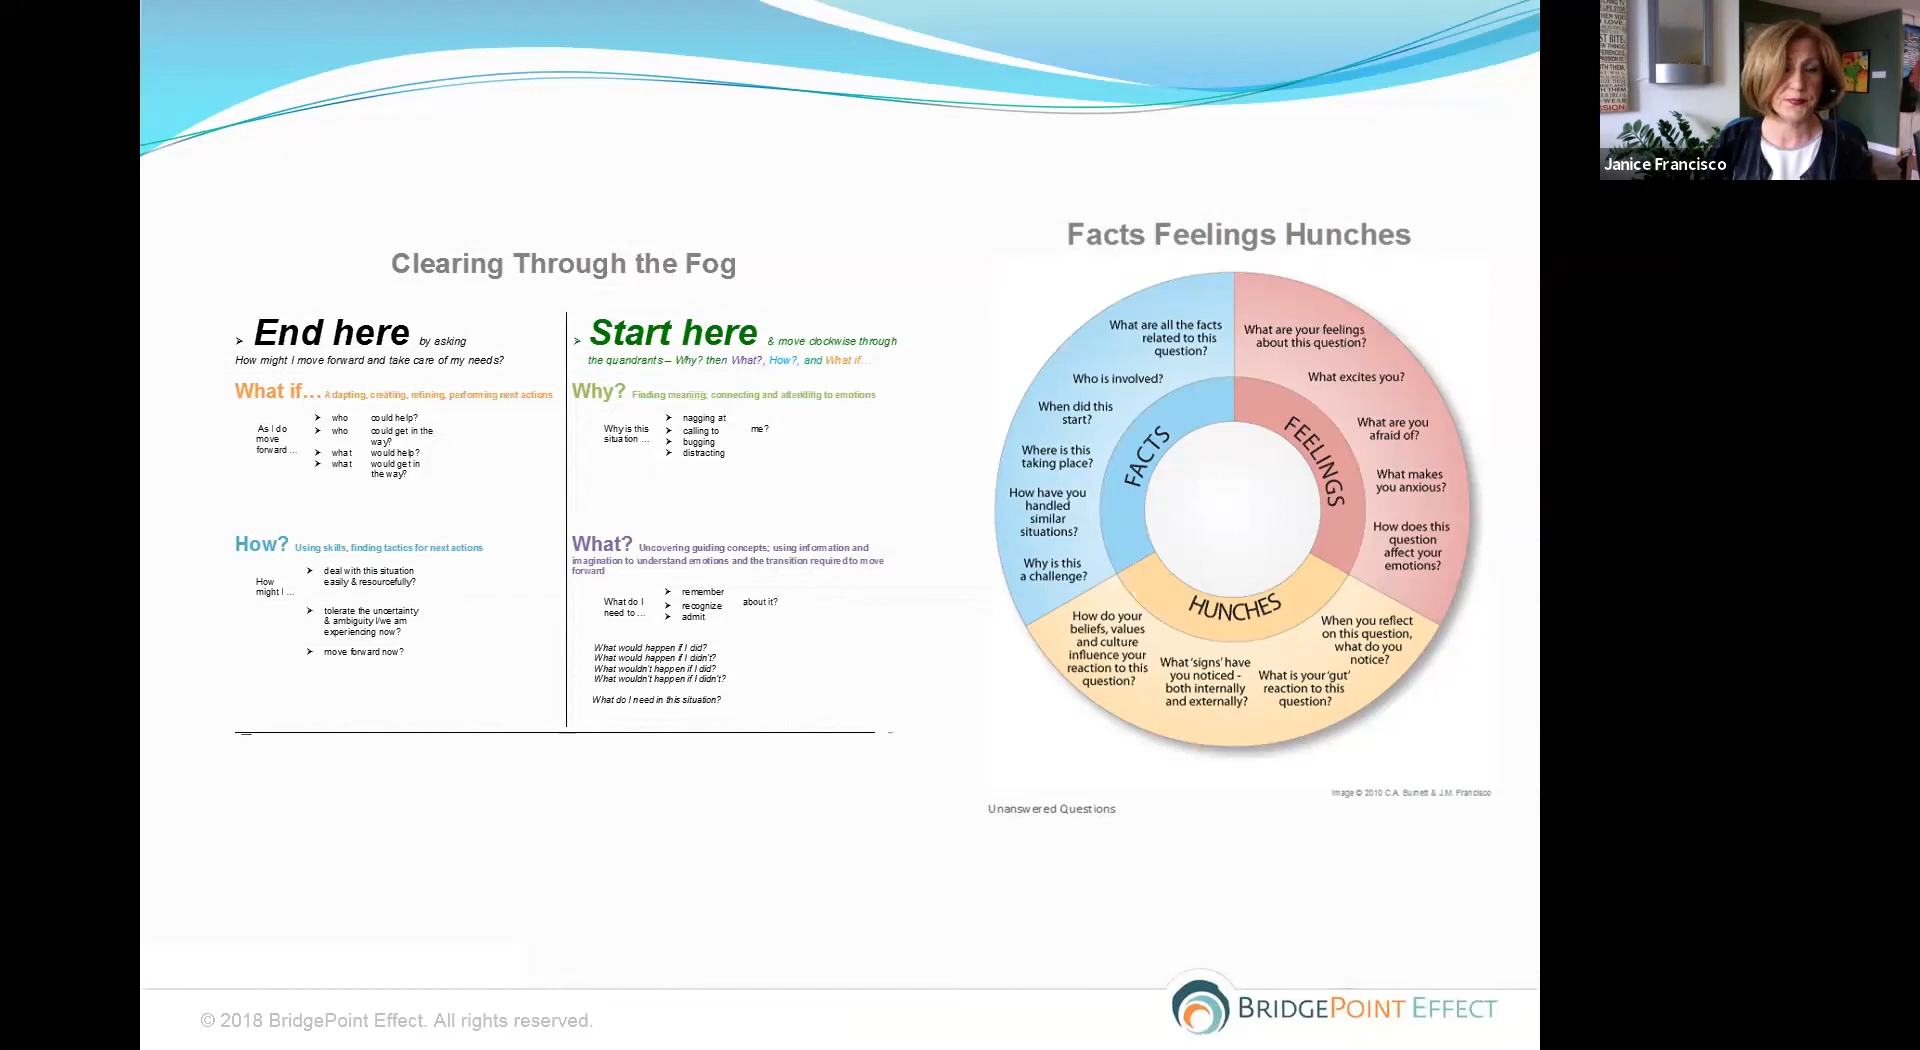 Clearing Through the Fog
End here by asking
How might I move forward and take care of my needs?
What if… Adapting, creating, refining, performing next actions
As I do
move
forward …
who could help?
who could get in the
way?
what would help?
what would get in
the way?
Start here & move clockwise through
the quandrants – Why? then What?, How?, and What if…
Why? Finding meaning; connecting and attending to emotions
Why is this
situation …
nagging at
calling to
bugging
distracting
me?
How? Using skills, finding tactics for next actions
How
might I …
deal with this situation
easily & resourcefully?
tolerate the uncertainty
& ambiguity I/we am
experiencing now?
move forward now?
What? Uncovering guiding concepts; using information and
imagination to understand emotions and the transition required to move
forward
What do I
need to …
remember
recognize
admit
about it?
What would happen if I did?
What would happen if I didn't?
What wouldn't happen if I did?
What wouldn't happen if I didn't?
What do I need in this situation?
Facts Feelings Hunches
FACTS
What are all the facts
related to this
question?
Who is involved?
When did this
start?
Where is this
taking place?
How have you
handled
similar
situations?
Why is this
a challenge?
FEELINGS
What are your feelings
about this question?
What excites you?
What are you
afraid of?
What makes
you anxious?
How does this
question
affect your
emotions?
HUNCHES
How do your
beliefs, values
and culture
influence your
reaction to this
question?
What 'signs' have
you noticed -
both internally
and externally?
What is your 'gut'
reaction to this
question?
When you reflect
on this question,
what do you
notice?
Image © 2010 C.A. Burnett & J.M. Francisco
Unanswered Questions
© 2018 BridgePoint Effect. All rights reserved.
BRIDGEPOINT EFFECT
Janice Francisco